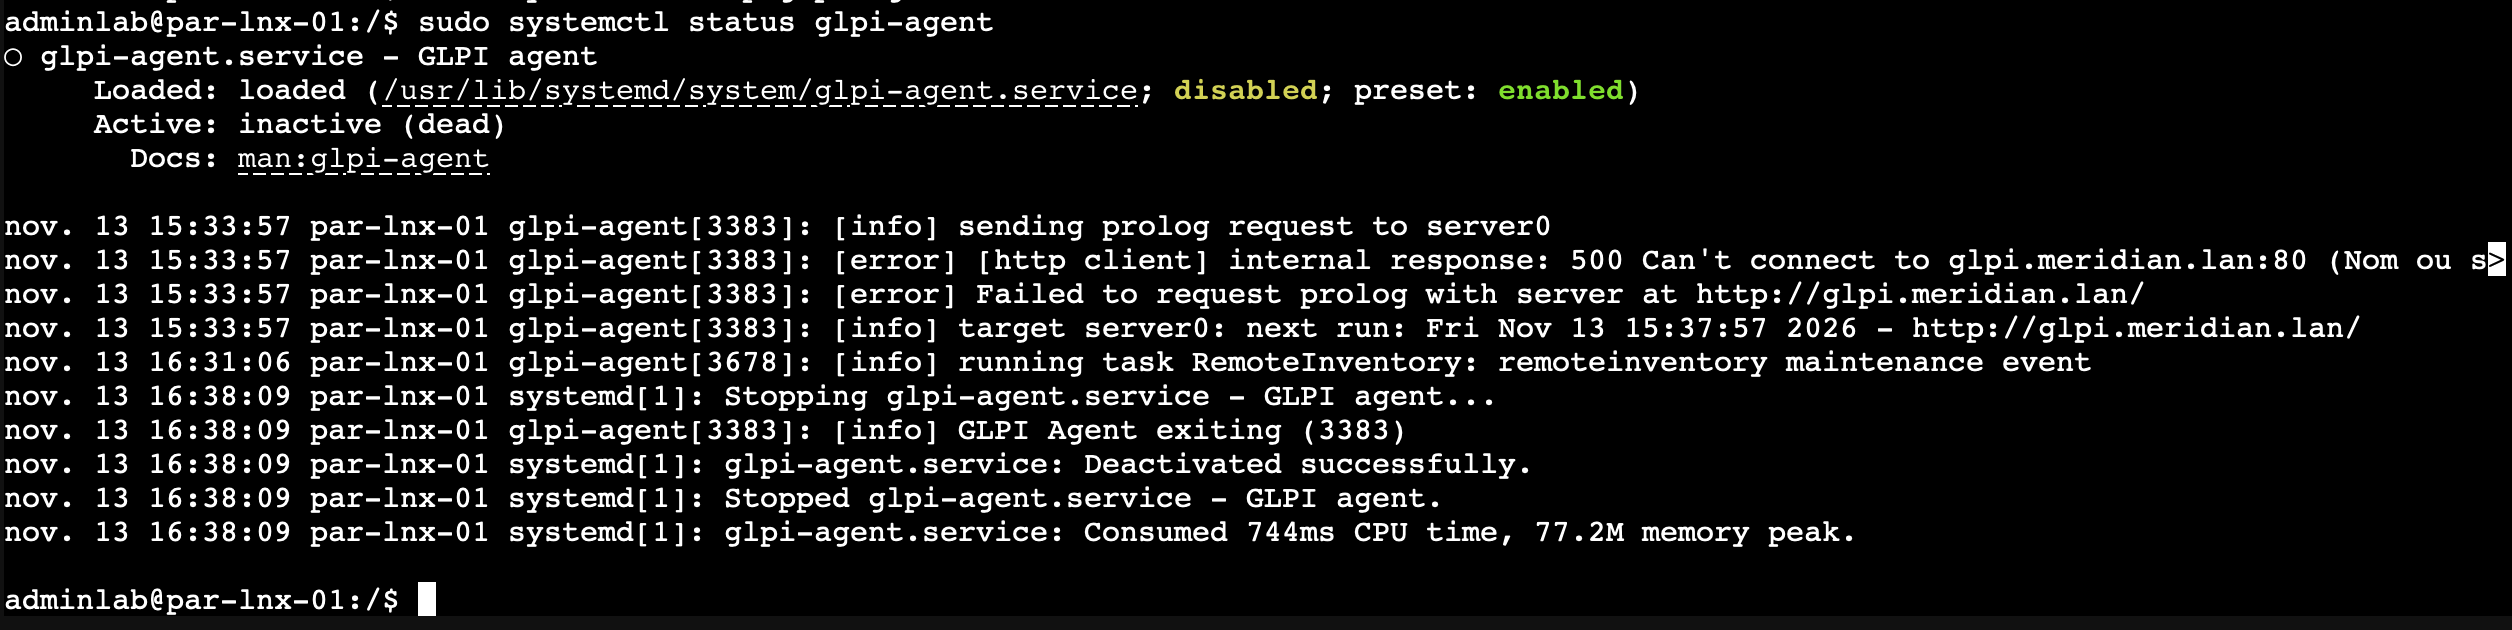 adminlab@par-lnx-01:/$ sudo systemctl status glpi-agent
○ glpi-agent.service - GLPI agent
     Loaded: loaded (/usr/lib/systemd/system/glpi-agent.service; disabled; preset: enabled)
     Active: inactive (dead)
       Docs: man:glpi-agent

nov. 13 15:33:57 par-lnx-01 glpi-agent[3383]: [info] sending prolog request to server0
nov. 13 15:33:57 par-lnx-01 glpi-agent[3383]: [error] [http client] internal response: 500 Can't connect to glpi.meridian.lan:80 (Nom ou s>
nov. 13 15:33:57 par-lnx-01 glpi-agent[3383]: [error] Failed to request prolog with server at http://glpi.meridian.lan/
nov. 13 15:33:57 par-lnx-01 glpi-agent[3383]: [info] target server0: next run: Fri Nov 13 15:37:57 2026 - http://glpi.meridian.lan/
nov. 13 16:31:06 par-lnx-01 glpi-agent[3678]: [info] running task RemoteInventory: remoteinventory maintenance event
nov. 13 16:38:09 par-lnx-01 systemd[1]: Stopping glpi-agent.service - GLPI agent...
nov. 13 16:38:09 par-lnx-01 glpi-agent[3383]: [info] GLPI Agent exiting (3383)
nov. 13 16:38:09 par-lnx-01 systemd[1]: glpi-agent.service: Deactivated successfully.
nov. 13 16:38:09 par-lnx-01 systemd[1]: Stopped glpi-agent.service - GLPI agent.
nov. 13 16:38:09 par-lnx-01 systemd[1]: glpi-agent.service: Consumed 744ms CPU time, 77.2M memory peak.

adminlab@par-lnx-01:/$